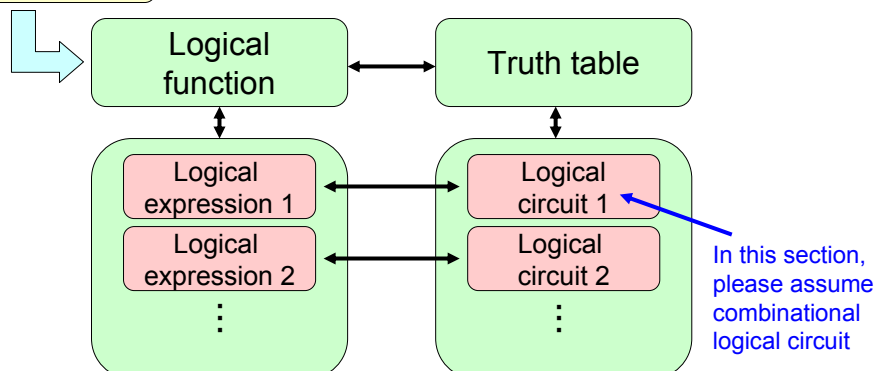 Logical
function
Truth table
Logical
expression 1
Logical
circuit 1
Logical
expression 2
Logical
circuit 2
⋮
⋮
In this section,
please assume
combinational
logical circuit